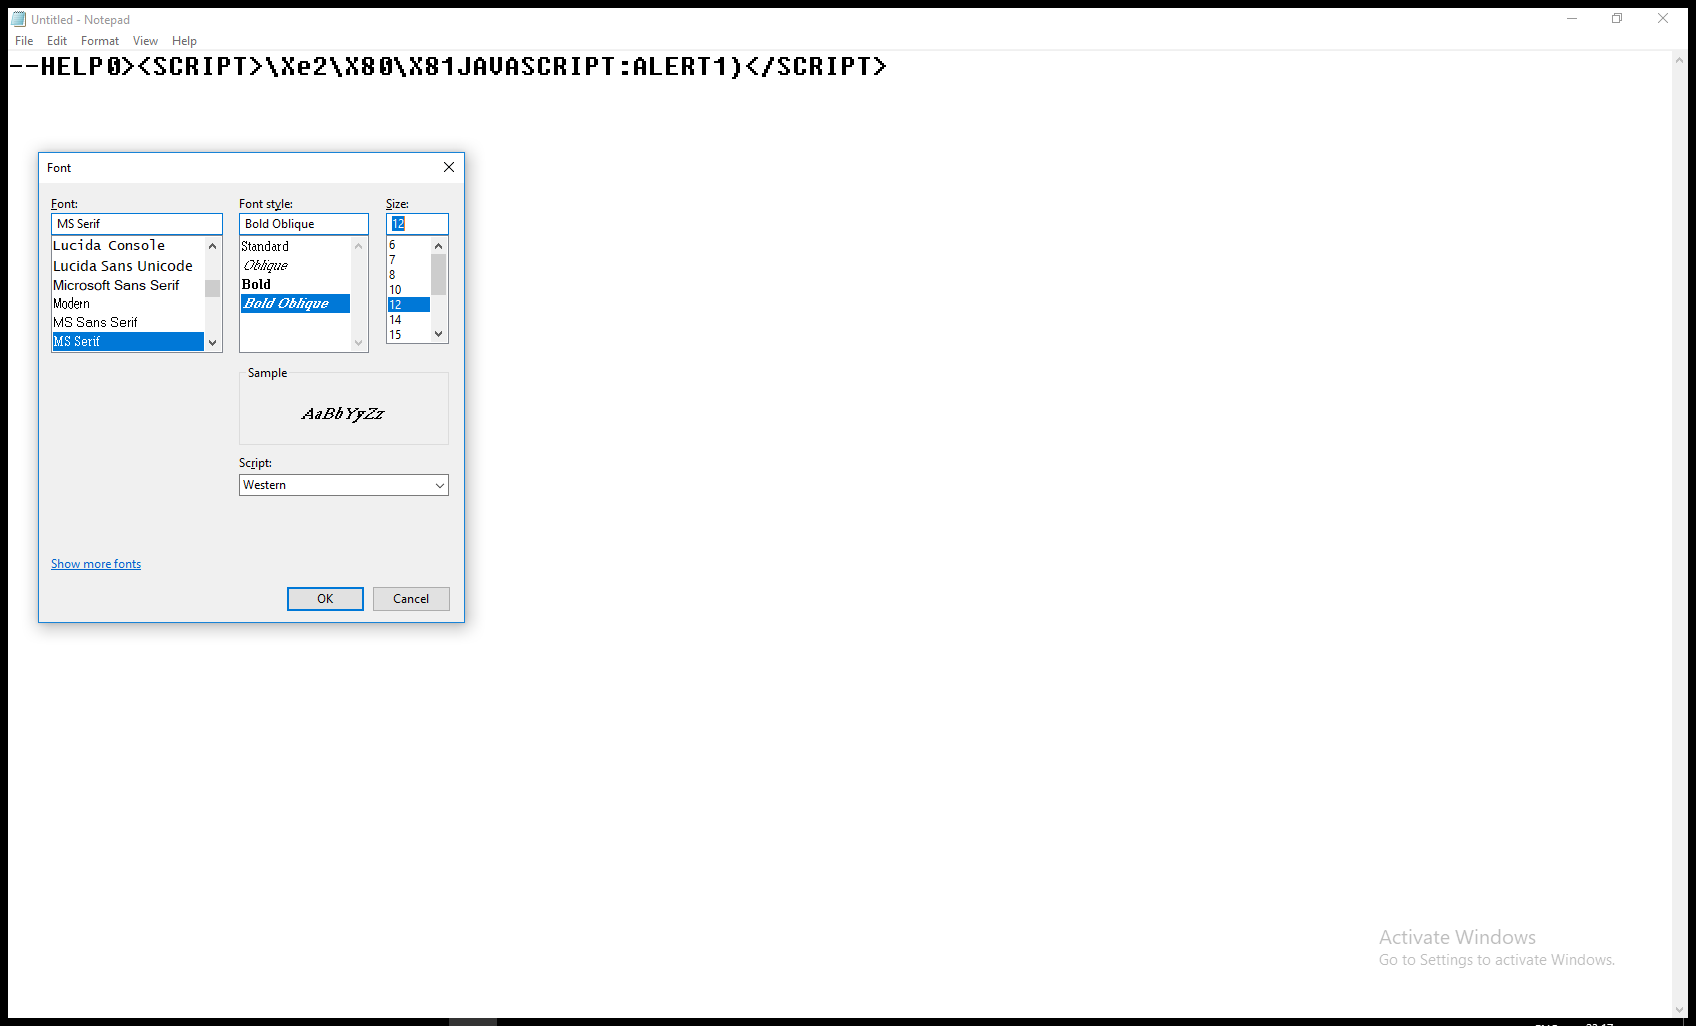 Untitled - Notepad
File Edit Format View Help
--HELP0><SCRIPT>\Xe2\X80\X81JAVASCRIPT:ALERT1)</SCRIPT>
Font
Font: Font style: Size:
MS Serif Bold Oblique 12
Lucida Console Standard 6
Lucida Sans Unicode Oblique 7
Microsoft Sans Serif Bold 8
Modern Bold Oblique 10
MS Sans Serif 12
MS Serif 14
15
Sample
AaBbYyZz
Script:
Western
Show more fonts
OK Cancel
Activate Windows
Go to Settings to activate Windows.